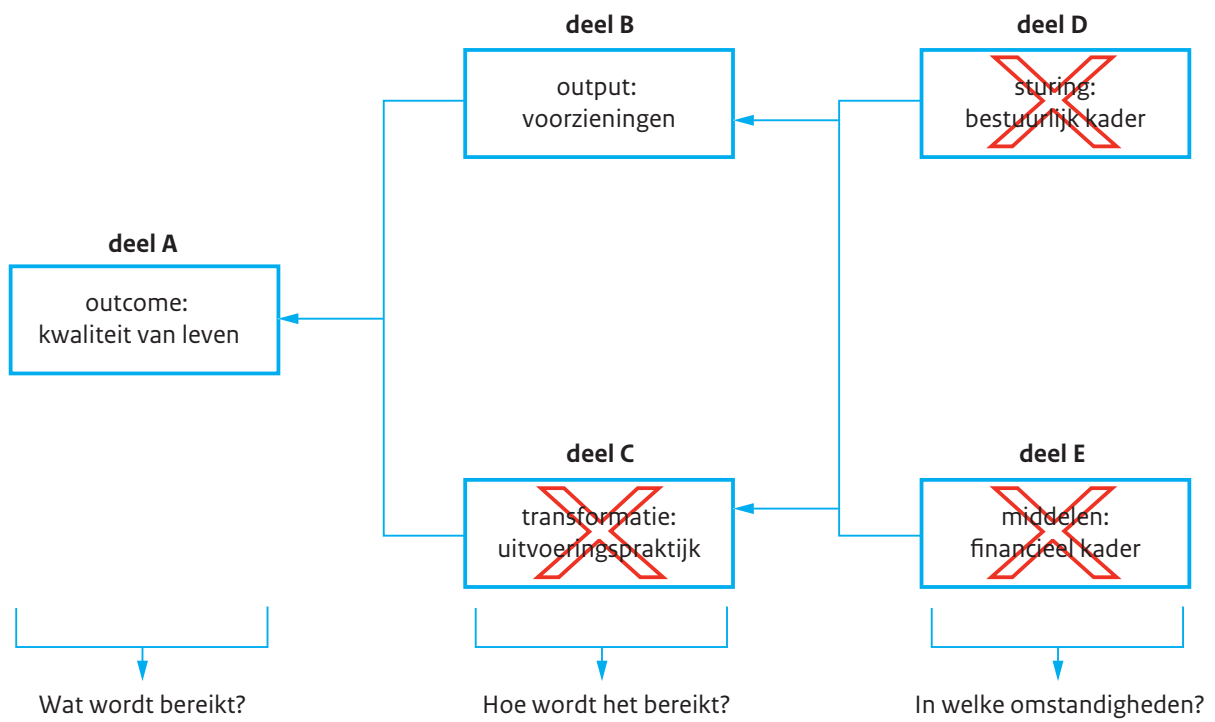 deel B
output:
voorzieningen
deel D
sturing:
bestuurlijk kader
deel A
outcome:
kwaliteit van leven
deel C
transformatie:
uitvoeringspraktijk
deel E
middelen:
financieel kader
Wat wordt bereikt?
Hoe wordt het bereikt?
In welke omstandigheden?